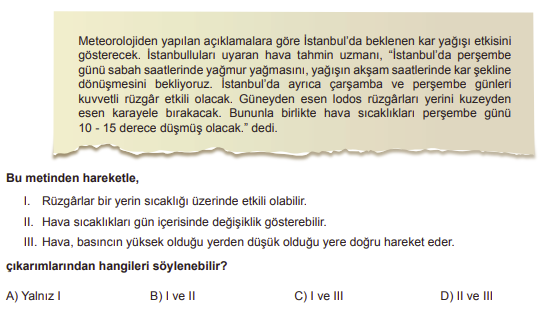 Meteorolojiden yapılan açıklamalara göre İstanbul’da beklenen kar yağışı etkisini
gösterecek. İstanbulluları uyaran hava tahmin uzmanı, “İstanbul’da perşembe
günü sabah saatlerinde yağmur yağmasını, yağışın akşam saatlerinde kar şekline
dönüşmesini bekliyoruz. İstanbul’da ayrıca çarşamba ve perşembe günleri
kuvvetli rüzgâr etkili olacak. Güneyden esen lodos rüzgârları yerini kuzeyden
esen karayele bırakacak. Bununla birlikte hava sıcaklıkları perşembe günü
10 - 15 derece düşmüş olacak.” dedi.
Bu metinden hareketle,
I. Rüzgârlar bir yerin sıcaklığı üzerinde etkili olabilir.
II. Hava sıcaklıkları gün içerisinde değişiklik gösterebilir.
III. Hava, basıncın yüksek olduğu yerden düşük olduğu yere doğru hareket eder.
çıkarımlarından hangileri söylenebilir?
A) Yalnız I B) I ve II C) I ve III D) II ve III